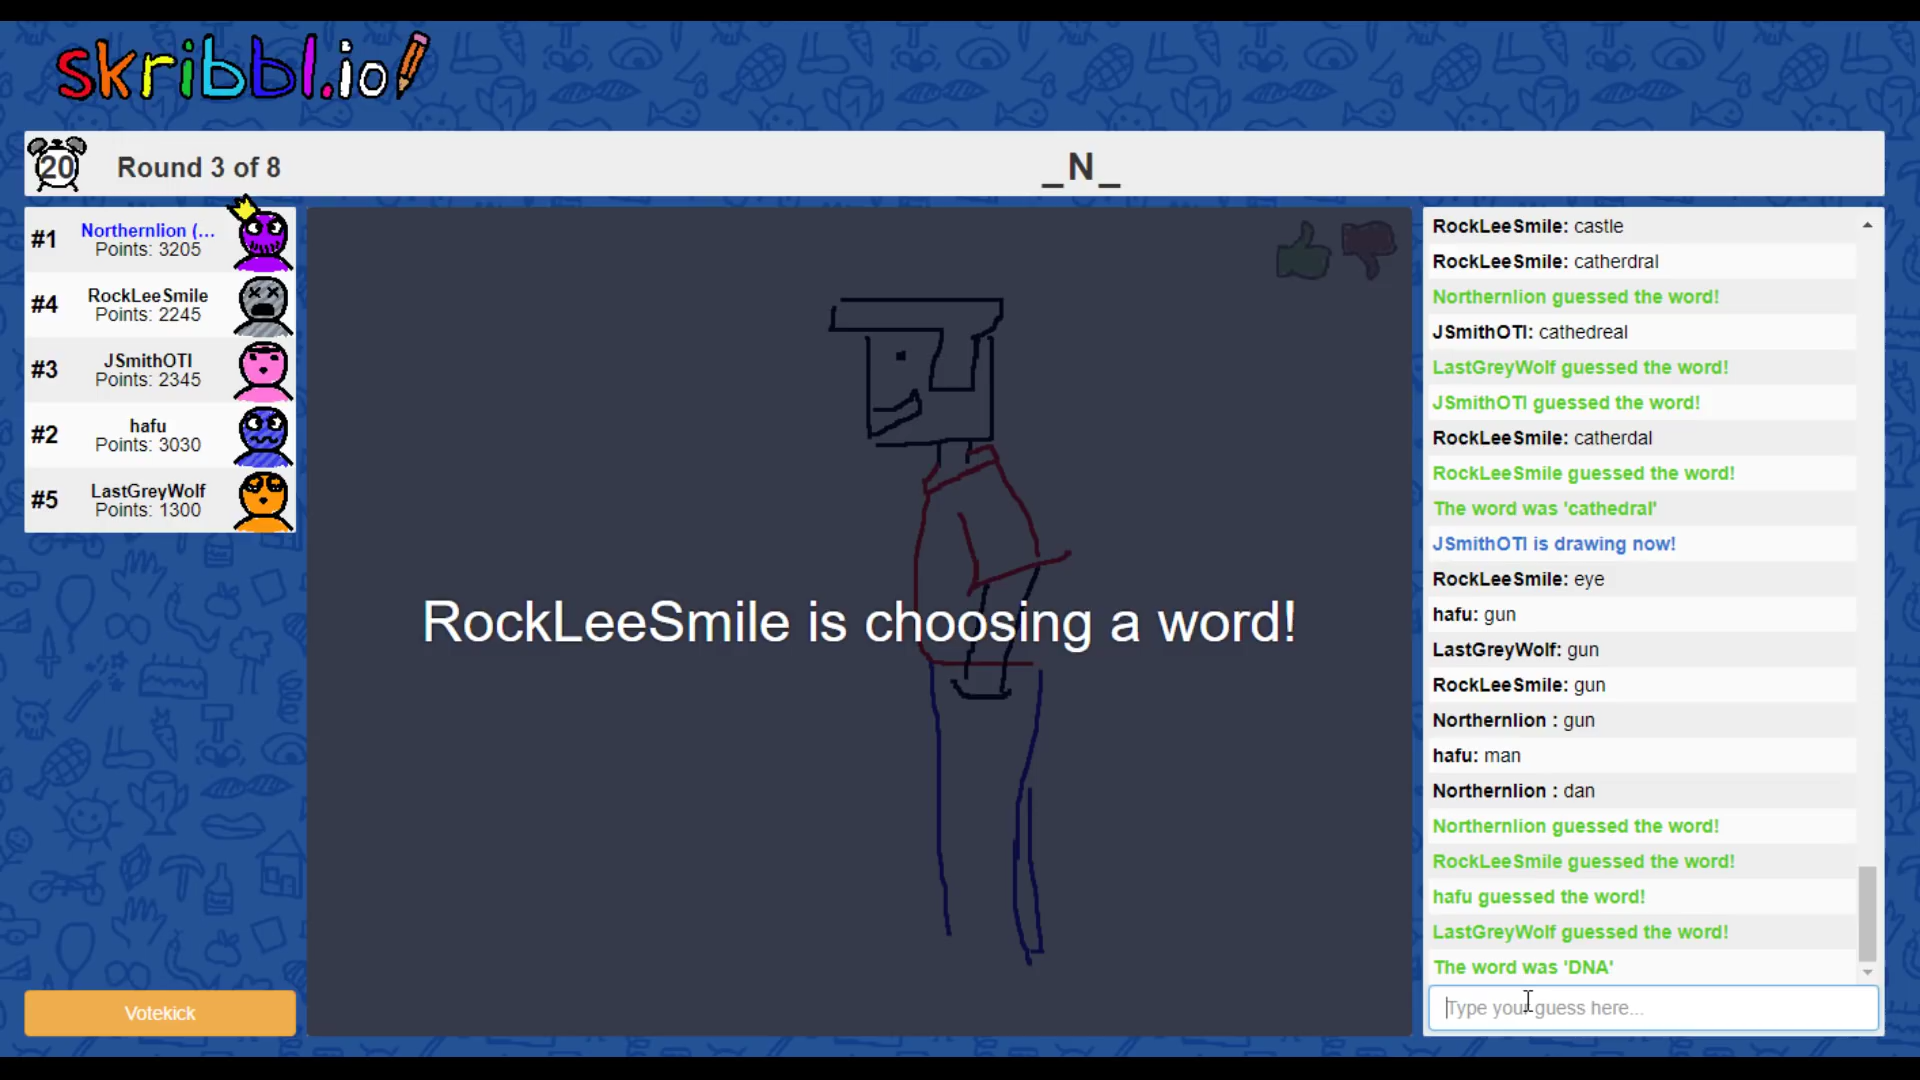 skribbl.io
20
Round 3 of 8
_N_
#1
Northernlion (...
Points: 3205
#4
RockLeeSmile
Points: 2245
#3
JSmithOTI
Points: 2345
#2
hafu
Points: 3030
#5
LastGreyWolf
Points: 1300
Votekick
RockLeeSmile is choosing a word!
RockLeeSmile: castle
RockLeeSmile: catherdral
Northernlion guessed the word!
JSmithOTI: cathedreal
LastGreyWolf guessed the word!
JSmithOTI guessed the word!
RockLeeSmile: catherdal
RockLeeSmile guessed the word!
The word was 'cathedral'
JSmithOTI is drawing now!
RockLeeSmile: eye
hafu: gun
LastGreyWolf: gun
RockLeeSmile: gun
Northernlion : gun
hafu: man
Northernlion : dan
Northernlion guessed the word!
RockLeeSmile guessed the word!
hafu guessed the word!
LastGreyWolf guessed the word!
The word was 'DNA'
Type your guess here...